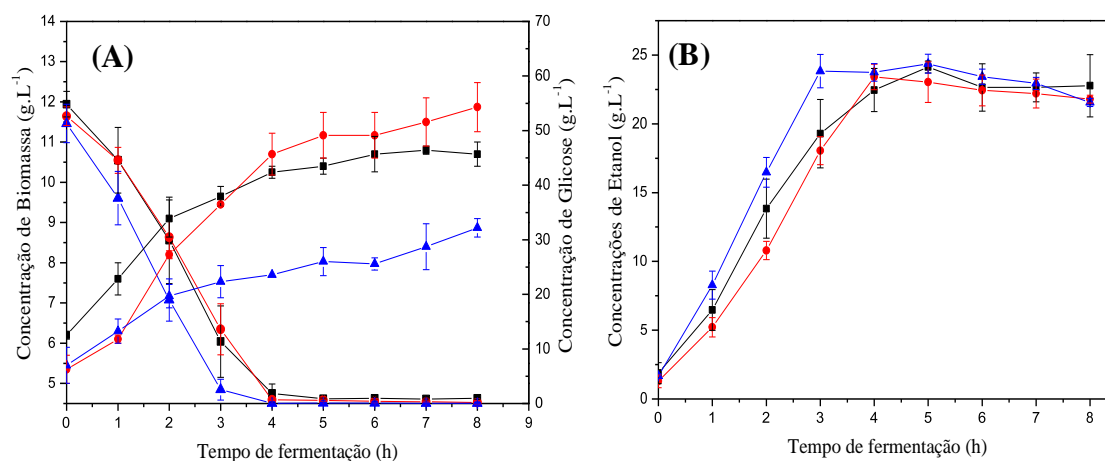 (A)
Concentração de Biomassa (g.L⁻¹)
14
13
12
11
10
9
8
7
6
5
0 1 2 3 4 5 6 7 8 9
Tempo de fermentação (h)
70
60
50
40
30
20
10
0
Concentração de Glicose (g.L⁻¹)
(B)
Concentrações de Etanol (g.L⁻¹)
25
20
15
10
5
0
0 1 2 3 4 5 6 7 8
Tempo de fermentação (h)